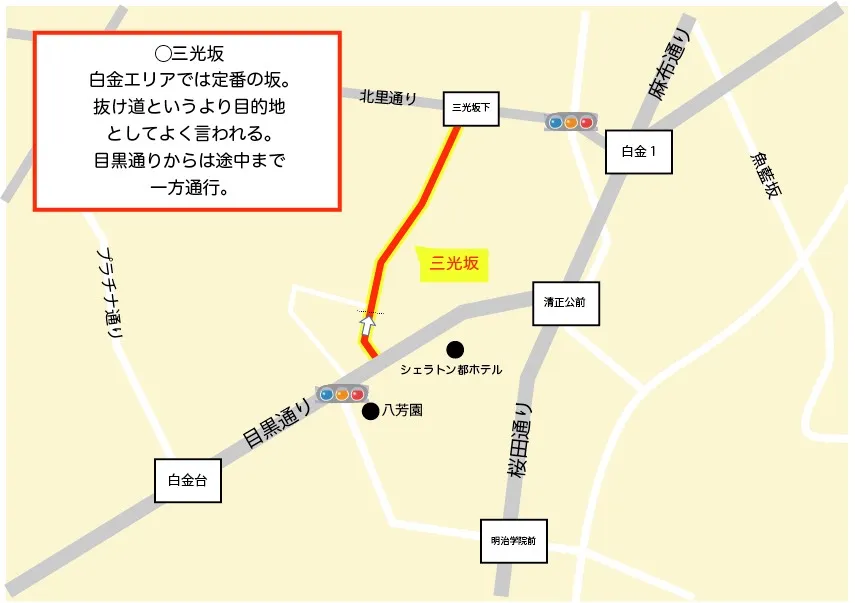 ◯三光坂
白金エリアでは定番の坂。
抜け道というより目的地
としてよく言われる。
目黒通りからは途中まで
一方通行。
北里通り
三光坂下
麻布通り
白金1
魚籃坂
プラチナ通り
三光坂
清正公前
シェラトン都ホテル
目黒通り
八芳園
桜田通り
白金台
明治学院前